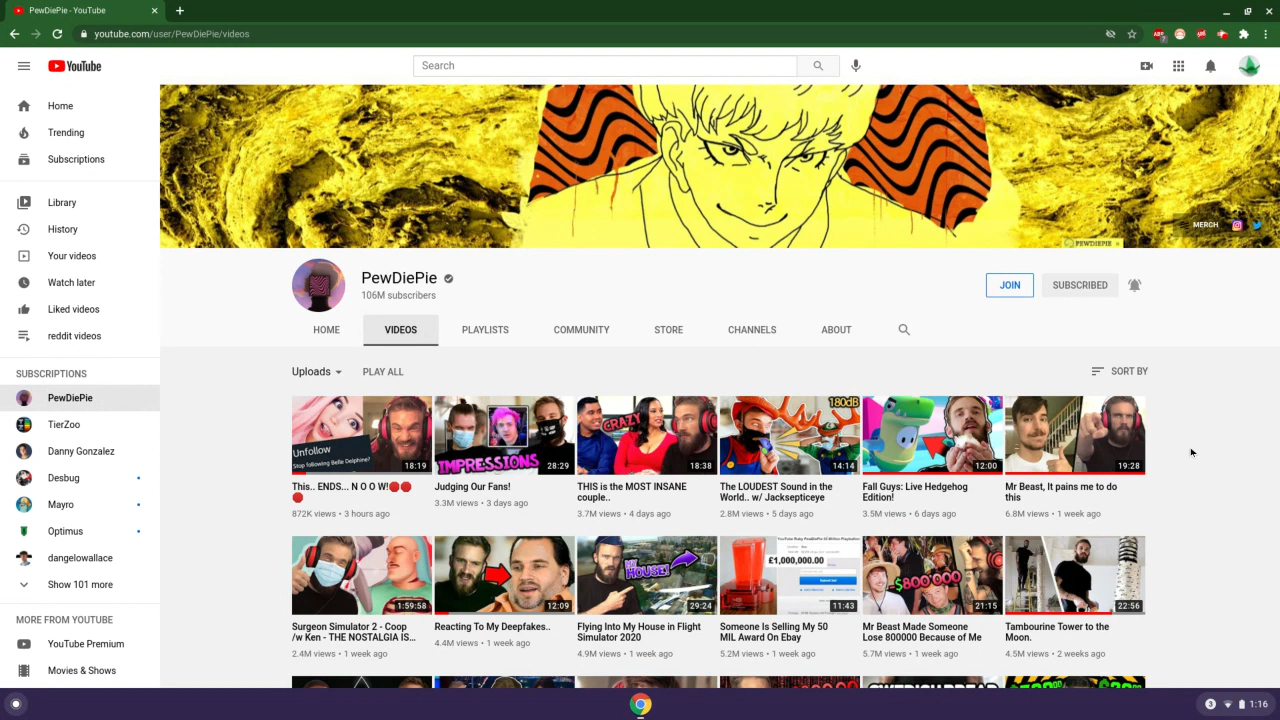 PewDiePie - YouTube
youtube.com/user/PewDiePie/videos
ABP
7
YouTube
Search
Home
Trending
Subscriptions
Library
History
Your videos
Watch later
Liked videos
reddit videos
SUBSCRIPTIONS
PewDiePie
TierZoo
Danny Gonzalez
Desbug
Mayro
Optimus
dangelowallace
Show 101 more
MORE FROM YOUTUBE
YouTube Premium
Movies & Shows
MERCH
PEWDIEPIE
PewDiePie
106M subscribers
JOIN
SUBSCRIBED
HOME
VIDEOS
PLAYLISTS
COMMUNITY
STORE
CHANNELS
ABOUT
Uploads
PLAY ALL
SORT BY
Unfollow
Stop following Belle Delphine?
18:19
This.. ENDS... N O O W!🔴🔴
🔴
872K views • 3 hours ago
IMPRESSIONS
28:29
Judging Our Fans!
3.3M views • 3 days ago
CRAZY
18:38
THIS is the MOST INSANE
couple..
3.7M views • 4 days ago
180dB
14:14
The LOUDEST Sound in the
World.. w/ Jacksepticeye
2.8M views • 5 days ago
12:00
Fall Guys: Live Hedgehog
Edition!
3.5M views • 6 days ago
19:28
Mr Beast, It pains me to do
this
6.8M views • 1 week ago
1:59:58
Surgeon Simulator 2 - Coop
/w Ken - THE NOSTALGIA IS...
2.4M views • 1 week ago
12:09
Reacting To My Deepfakes..
4.4M views • 1 week ago
MY
HOUSE!
29:24
Flying Into My House in Flight
Simulator 2020
4.9M views • 1 week ago
£1,000,000.00
11:43
Someone Is Selling My 50
MIL Award On Ebay
5.2M views • 1 week ago
-$800'000
21:15
Mr Beast Made Someone
Lose 800000 Because of Me
5.7M views • 1 week ago
22:56
Tambourine Tower to the
Moon.
4.5M views • 2 weeks ago
3
1:16